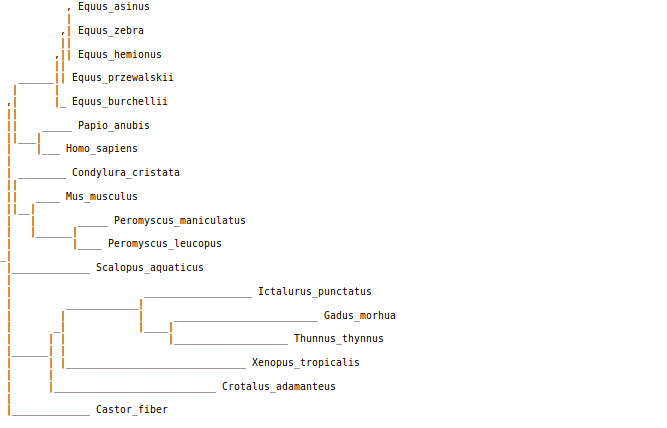 Equus_asinus
Equus_zebra
Equus_hemionus
Equus_przewalskii
Equus_burchellii
Papio_anubis
Homo_sapiens
Condylura_cristata
Mus_musculus
Peromyscus_maniculatus
Peromyscus_leucopus
Scalopus_aquaticus
Ictalurus_punctatus
Gadus_morhua
Thunnus_thynnus
Xenopus_tropicalis
Crotalus_adamanteus
Castor_fiber